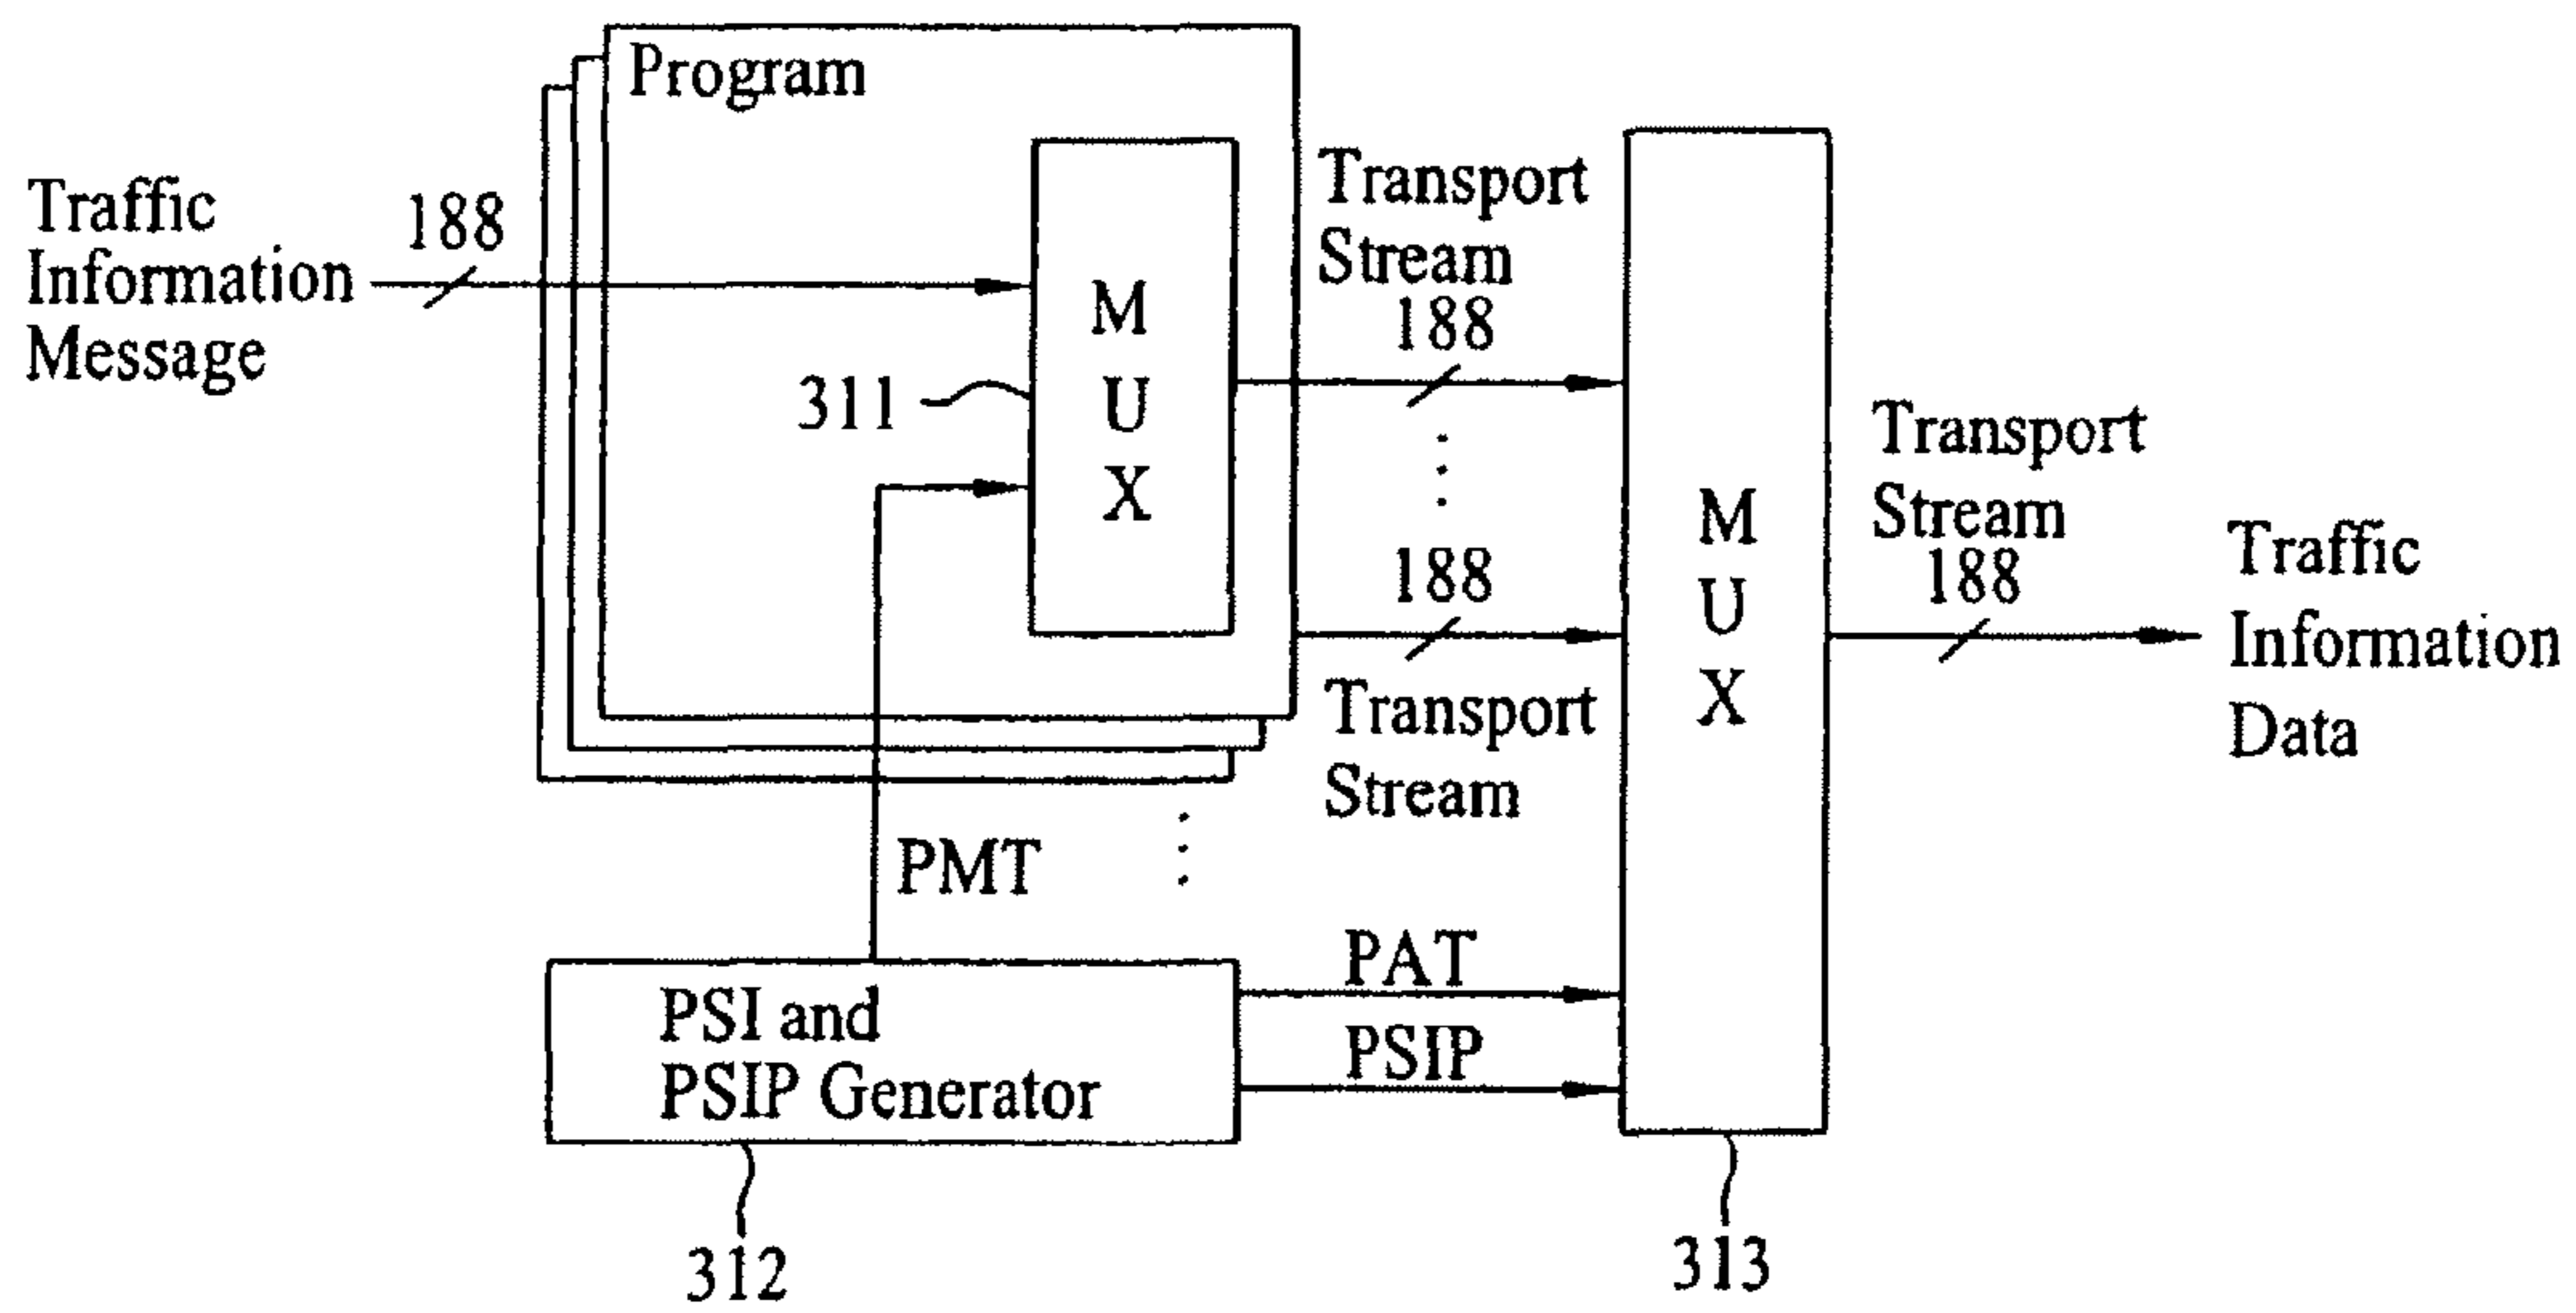 Program
Traffic
Information
Message
188
M
U
X
311
Transport
Stream
188
188
Transport
Stream
M
U
X
Transport
Stream
188
Traffic
Information
Data
PMT
PSI and
PSIP Generator
PAT
PSIP
312
313